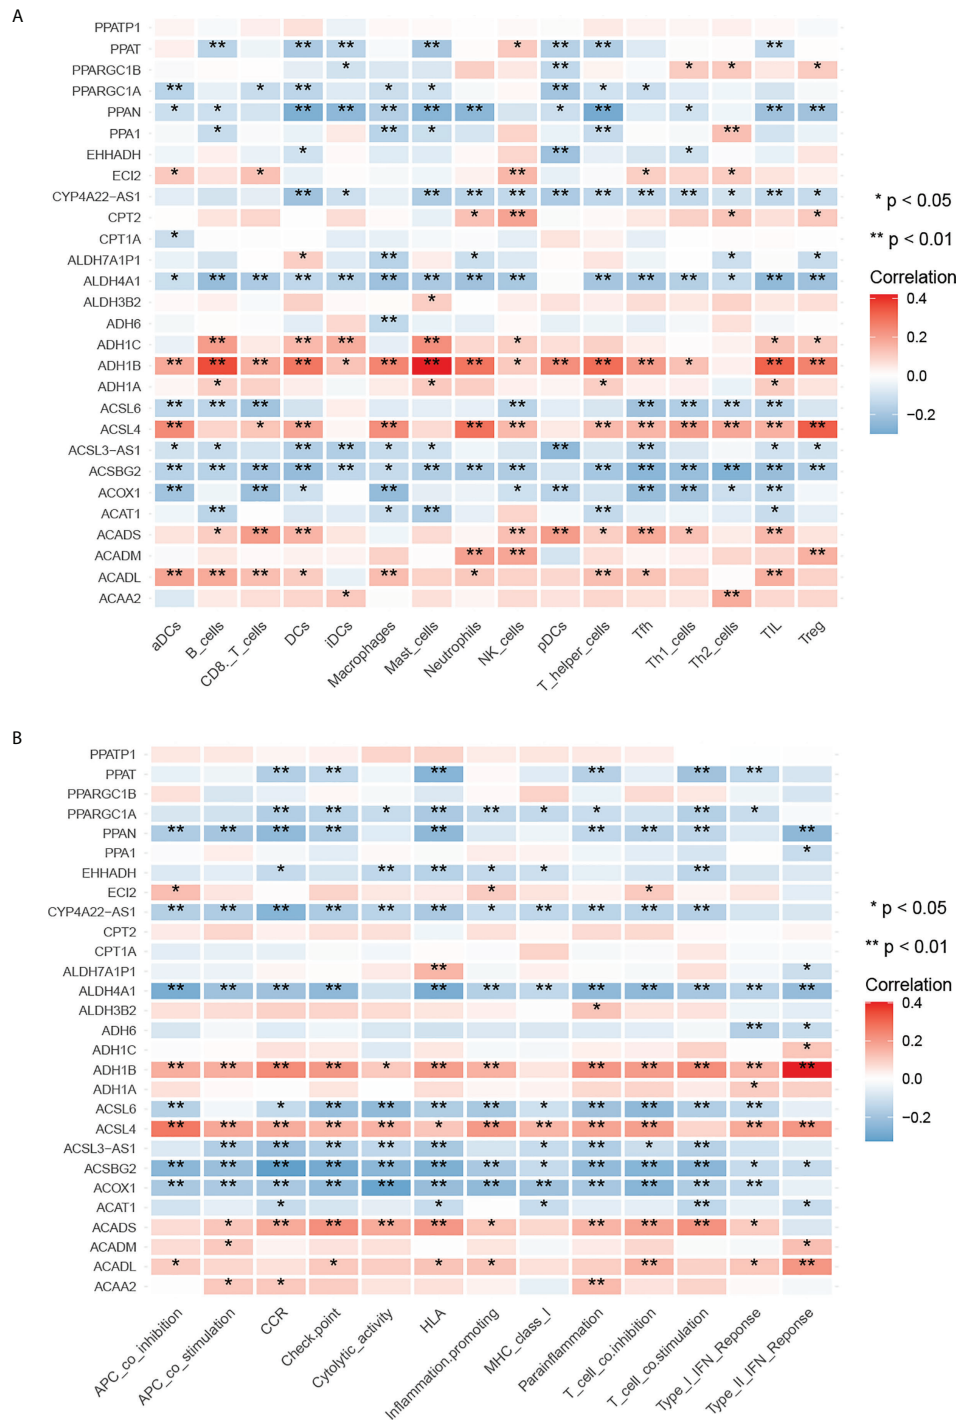 A
PPATP1
PPAT
PPARGC1B
PPARGC1A
PPAN
PPA1
EHHADH
ECI2
CYP4A22−AS1
CPT2
CPT1A
ALDH7A1P1
ALDH4A1
ALDH3B2
ADH6
ADH1C
ADH1B
ADH1A
ACSL6
ACSL4
ACSL3−AS1
ACSBG2
ACOX1
ACAT1
ACADS
ACADM
ACADL
ACAA2
aDCs
B_cells
CD8._T_cells
DCs
iDCs
Macrophages
Mast_cells
Neutrophils
NK_cells
pDCs
T_helper_cells
Tfh
Th1_cells
Th2_cells
TIL
Treg
* p < 0.05
** p < 0.01
Correlation
0.4
0.2
0.0
−0.2
B
PPATP1
PPAT
PPARGC1B
PPARGC1A
PPAN
PPA1
EHHADH
ECI2
CYP4A22−AS1
CPT2
CPT1A
ALDH7A1P1
ALDH4A1
ALDH3B2
ADH6
ADH1C
ADH1B
ADH1A
ACSL6
ACSL4
ACSL3−AS1
ACSBG2
ACOX1
ACAT1
ACADS
ACADM
ACADL
ACAA2
APC_co_inhibition
APC_co_stimulation
CCR
Check.point
Cytolytic_activity
HLA
Inflammation.promoting
MHC_class_I
Parainflammation
T_cell_co.inhibition
T_cell_co.stimulation
Type_I_IFN_Reponse
Type_II_IFN_Reponse
* p < 0.05
** p < 0.01
Correlation
0.4
0.2
0.0
−0.2